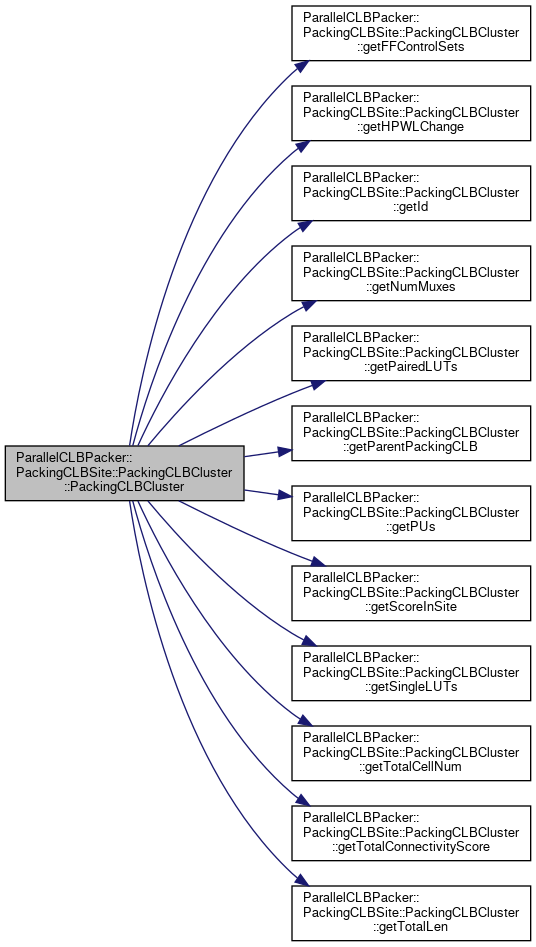 ParallelCLBPacker::
PackingCLBSite::PackingCLBCluster
::getFFControlSets
ParallelCLBPacker::
PackingCLBSite::PackingCLBCluster
::getHPWLChange
ParallelCLBPacker::
PackingCLBSite::PackingCLBCluster
::getId
ParallelCLBPacker::
PackingCLBSite::PackingCLBCluster
::getNumMuxes
ParallelCLBPacker::
PackingCLBSite::PackingCLBCluster
::getPairedLUTs
ParallelCLBPacker::
PackingCLBSite::PackingCLBCluster
::getParentPackingCLB
ParallelCLBPacker::
PackingCLBSite::PackingCLBCluster
::PackingCLBCluster
ParallelCLBPacker::
PackingCLBSite::PackingCLBCluster
::getPUs
ParallelCLBPacker::
PackingCLBSite::PackingCLBCluster
::getScoreInSite
ParallelCLBPacker::
PackingCLBSite::PackingCLBCluster
::getSingleLUTs
ParallelCLBPacker::
PackingCLBSite::PackingCLBCluster
::getTotalCellNum
ParallelCLBPacker::
PackingCLBSite::PackingCLBCluster
::getTotalConnectivityScore
ParallelCLBPacker::
PackingCLBSite::PackingCLBCluster
::getTotalLen